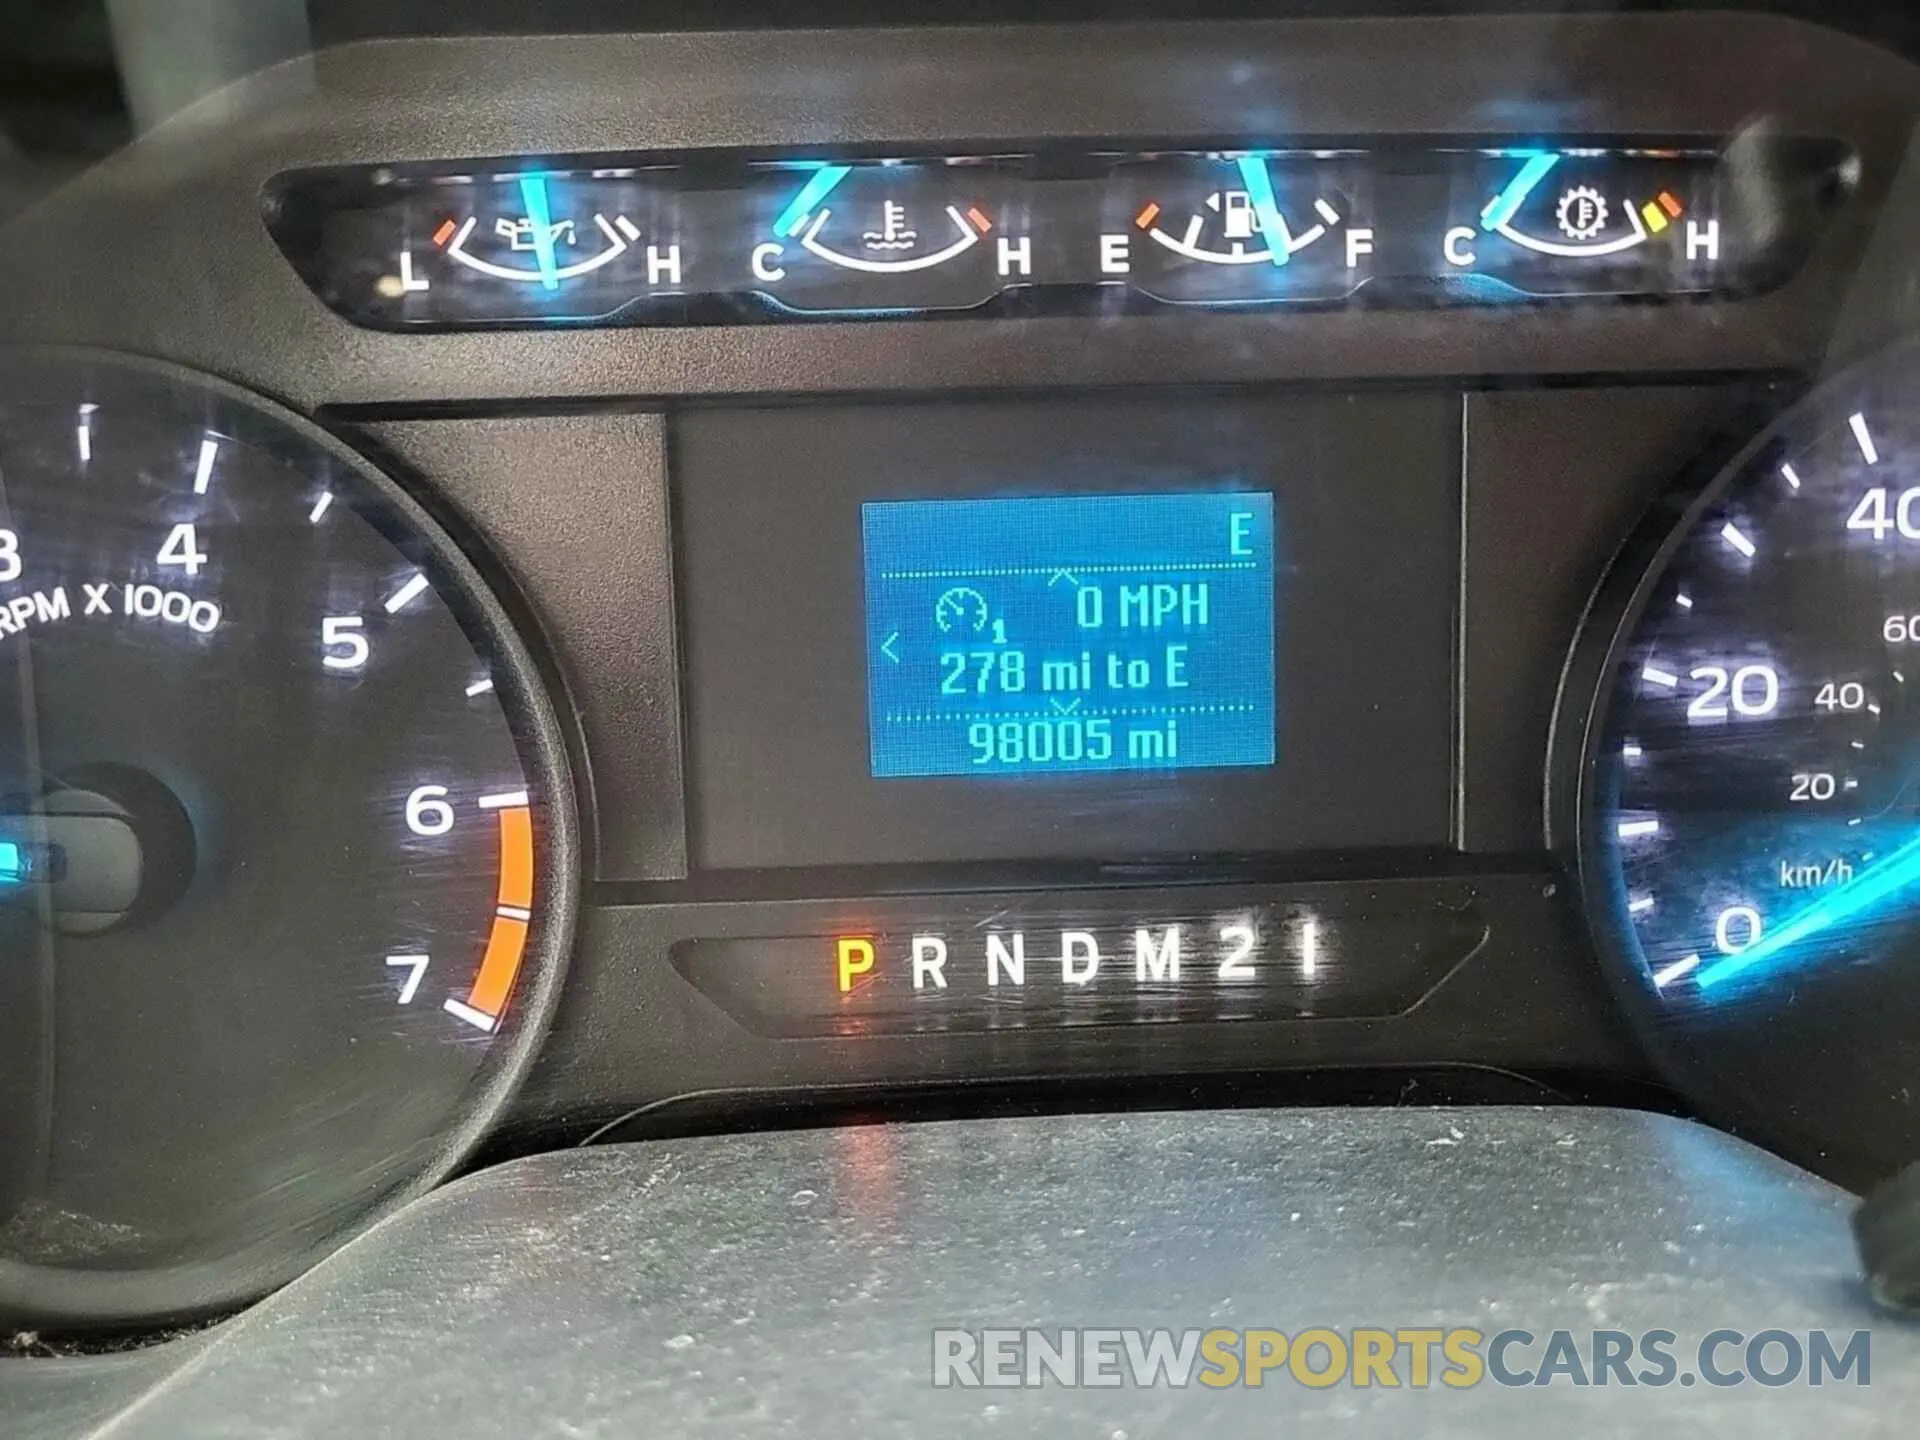 L H C H E F C H
3 4 5 6 7
RPM X 1000
E
1 0 MPH
278 mi to E
98005 mi
P R N D M 2 1
40 20 0
60 40 20
km/h
RENEWSPORTSCARS.COM